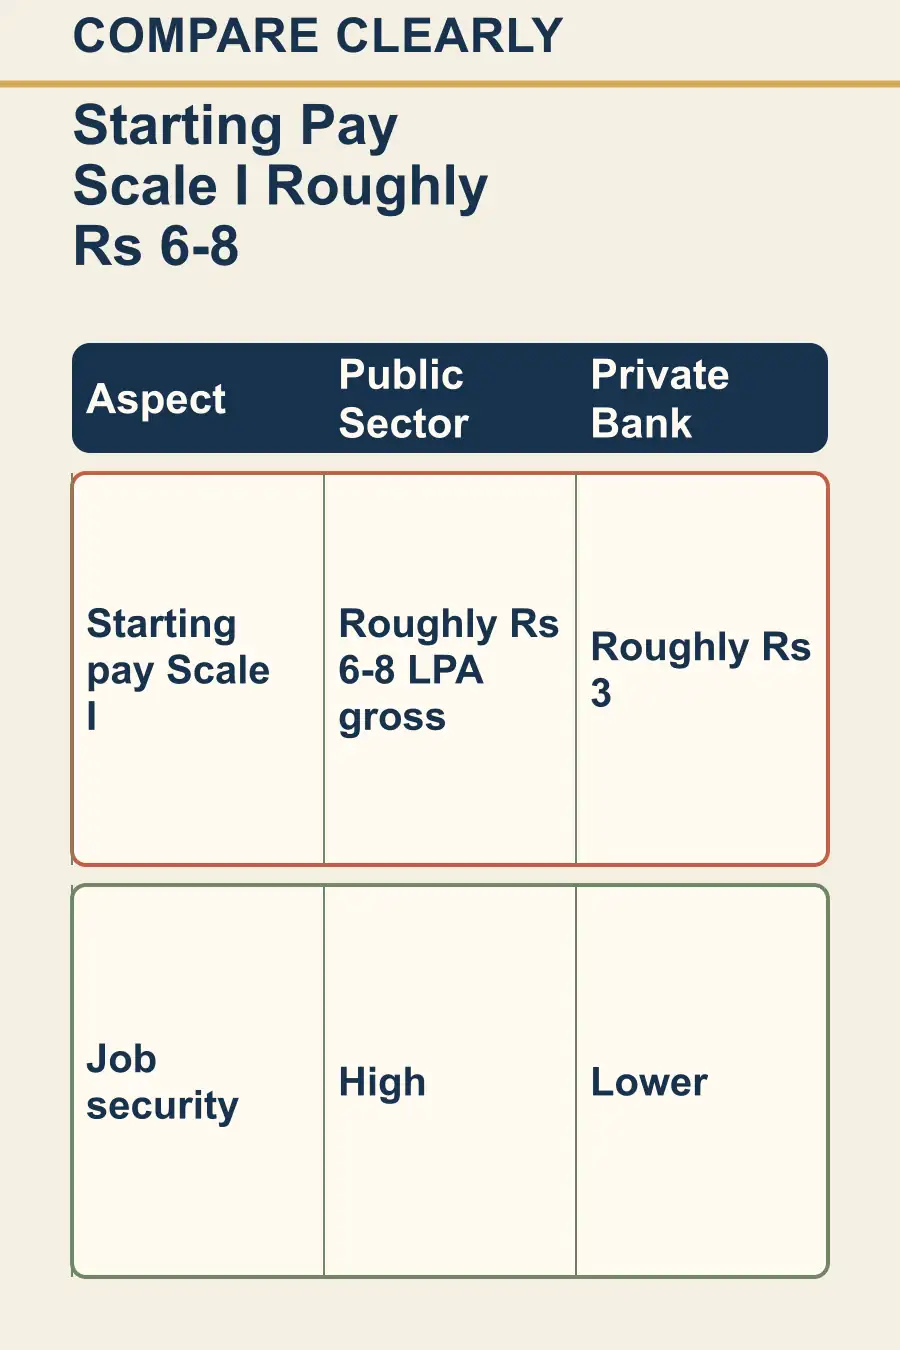 COMPARE CLEARLY
Starting Pay
Scale I Roughly
Rs 6-8
Aspect
Public
Sector
Private
Bank
Starting
pay Scale
I
Roughly Rs
6-8 LPA
gross
Roughly Rs
3
Job
security
High
Lower